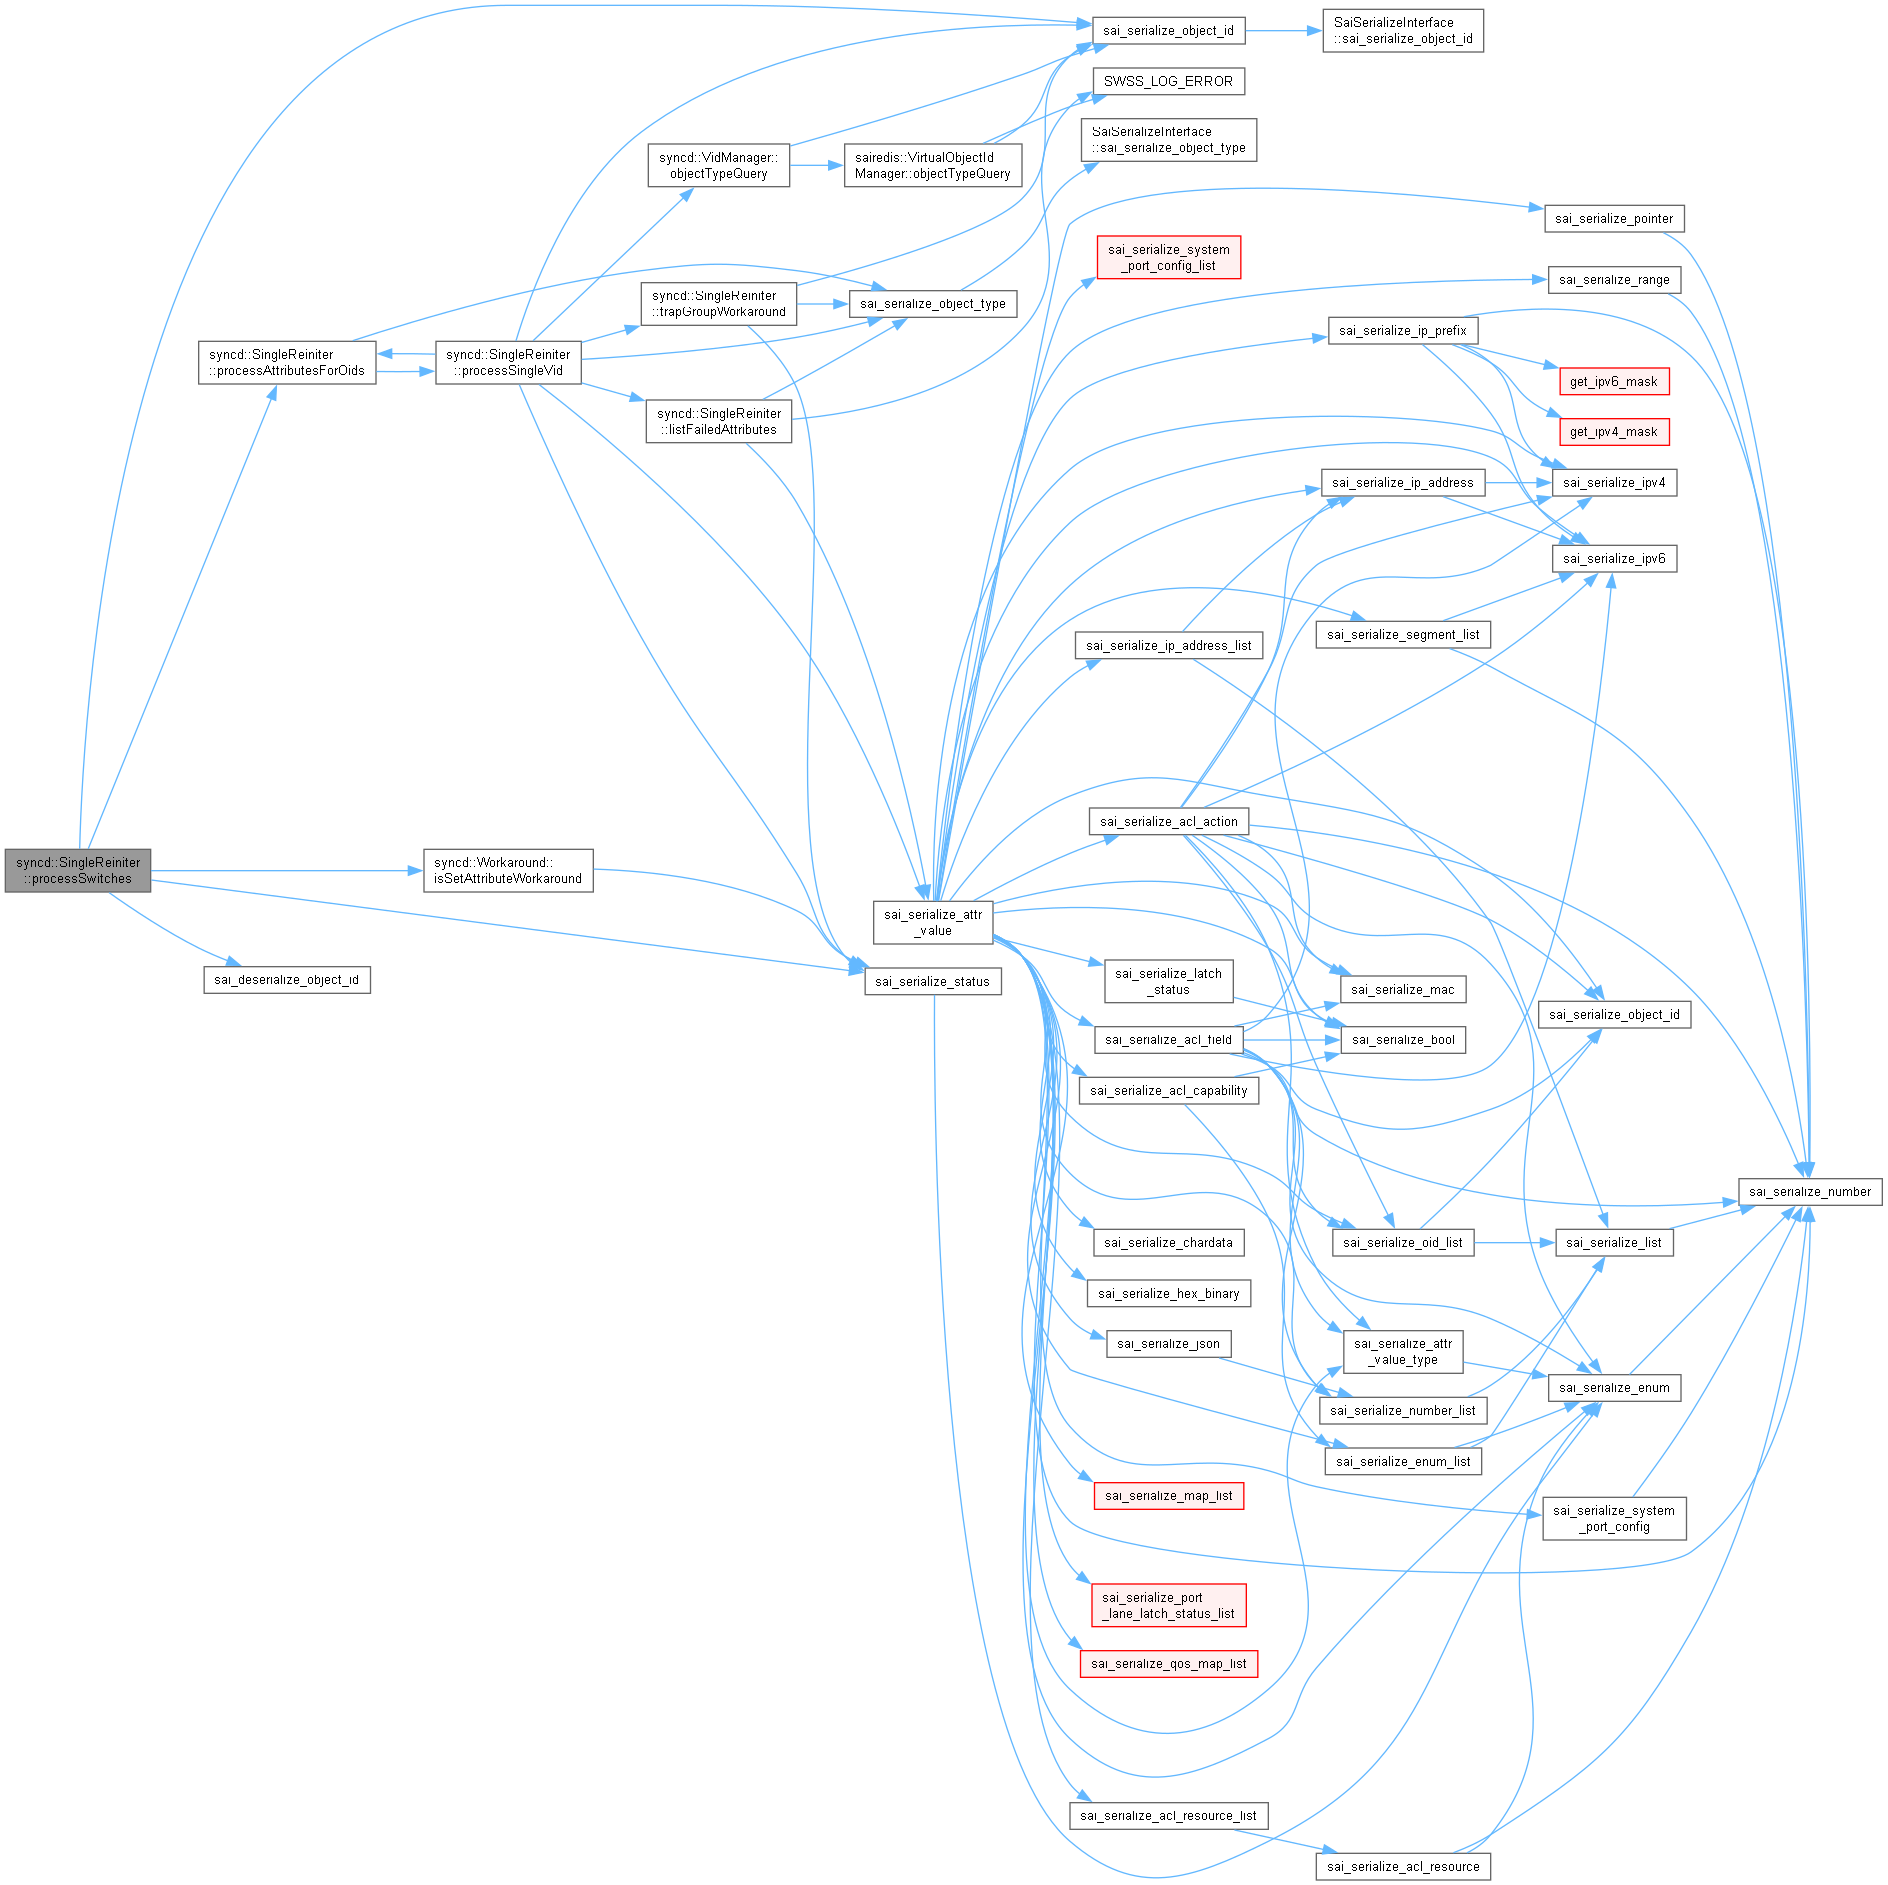 sai_serialize_object_id
SaiSerializeInterface
::sai_serialize_object_id
SWSS_LOG_ERROR
SaiSerializeInterface
::sai_serialize_object_type
syncd::VidManager::
objectTypeQuery
sairedis::VirtualObjectId
Manager::objectTypeQuery
sai_serialize_pointer
sai_serialize_system
_port_config_list
sai_serialize_range
syncd::SingleReiniter
::trapGroupWorkaround
sai_serialize_object_type
sai_serialize_ip_prefix
syncd::SingleReiniter
::processAttributesForOids
syncd::SingleReiniter
::processSingleVid
get_ipv6_mask
syncd::SingleReiniter
::listFailedAttributes
get_ipv4_mask
sai_serialize_ip_address
sai_serialize_ipv4
sai_serialize_ipv6
sai_serialize_segment_list
sai_serialize_ip_address_list
sai_serialize_acl_action
syncd::SingleReiniter
::processSwitches
syncd::Workaround::
isSetAttributeWorkaround
sai_serialize_attr
_value
sai_deserialize_object_id
sai_serialize_status
sai_serialize_latch
_status
sai_serialize_mac
sai_serialize_object_id
sai_serialize_acl_field
sai_serialize_bool
sai_serialize_acl_capability
sai_serialize_number
sai_serialize_chardata
sai_serialize_oid_list
sai_serialize_list
sai_serialize_hex_binary
sai_serialize_json
sai_serialize_attr
_value_type
sai_serialize_enum
sai_serialize_number_list
sai_serialize_enum_list
sai_serialize_map_list
sai_serialize_system
_port_config
sai_serialize_port
_lane_latch_status_list
sai_serialize_qos_map_list
sai_serialize_acl_resource_list
sai_serialize_acl_resource